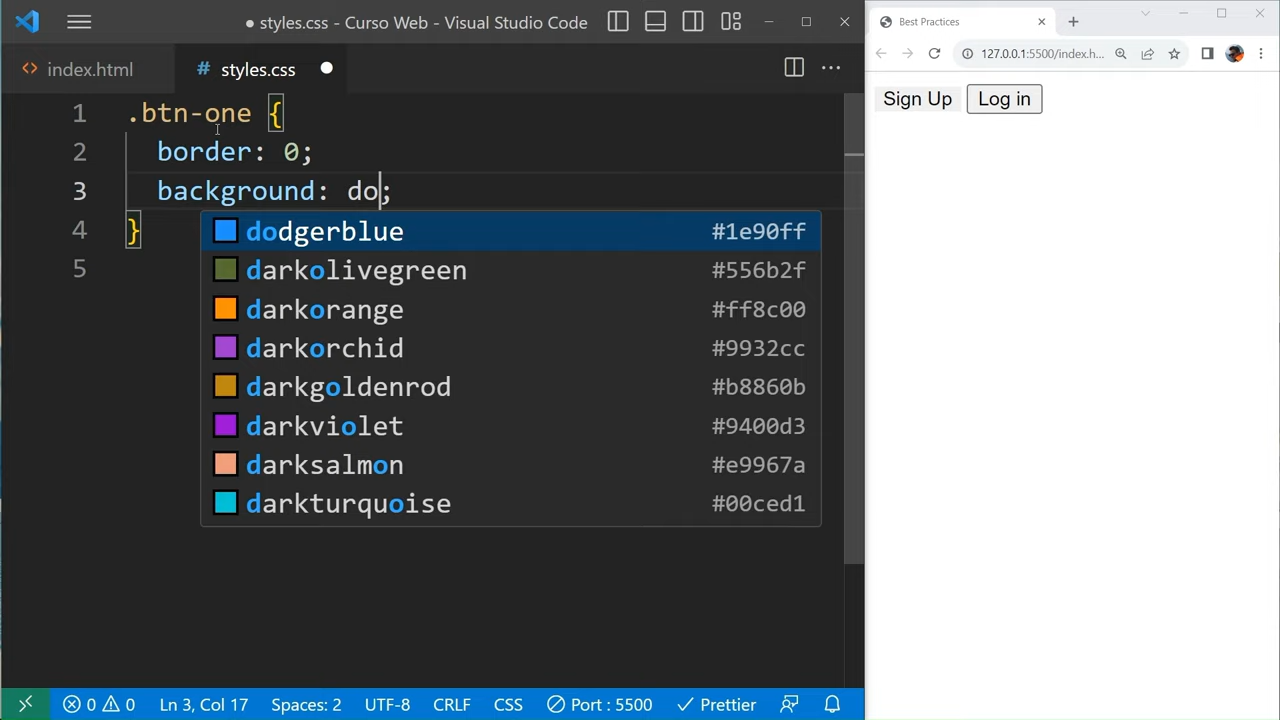 styles.css - Curso Web - Visual Studio Code
index.html
# styles.css
1 .btn-one {
2 border: 0;
3 background: do;
4 }
5
dodgerblue #1e90ff
darkolivegreen #556b2f
darkorange #ff8c00
darkorchid #9932cc
darkgoldenrod #b8860b
darkviolet #9400d3
darksalmon #e9967a
darkturquoise #00ced1
0 0 Ln 3, Col 17 Spaces: 2 UTF-8 CRLF CSS Port : 5500 Prettier
Best Practices
127.0.0.1:5500/index.h...
Sign Up Log in